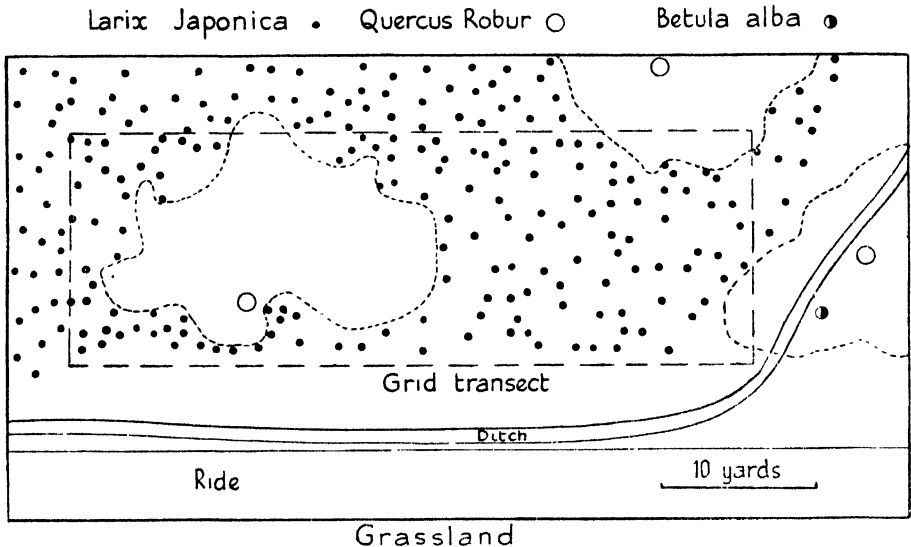 Larix Japonica Quercus Robur Betula alba
Grid transect
Ditch
Ride
10 yards
Grassland